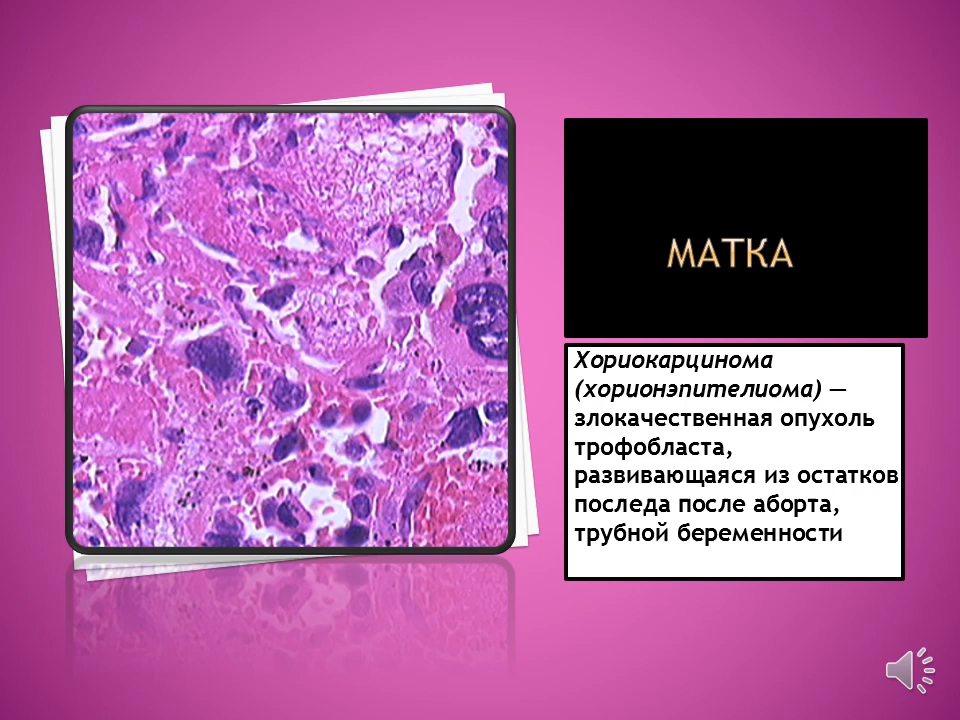 МАТКА
Хориокарцинома
(хорионэпителиома) —
злокачественная опухоль
трофобласта,
развивающаяся из остатков
последа после аборта,
трубной беременности